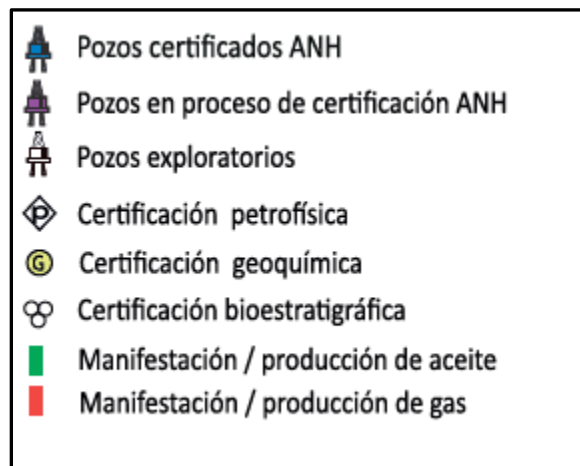 Pozos certificados ANH
Pozos en proceso de certificación ANH
Pozos exploratorios
P Certificación petrofísica
G Certificación geoquímica
Certificación bioestratigráfica
Manifestación / producción de aceite
Manifestación / producción de gas